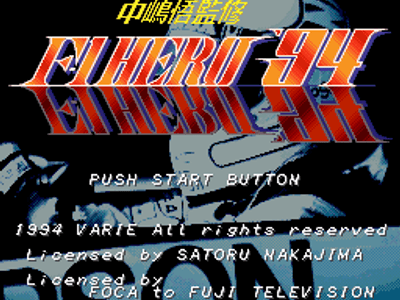 中嶋悟監修
F1 HERO '94
PUSH START BUTTON
1994 VARIE All rights reserved
Licensed by SATORU NAKAJIMA
Licensed by
FOCA to FUJI TELEVISION